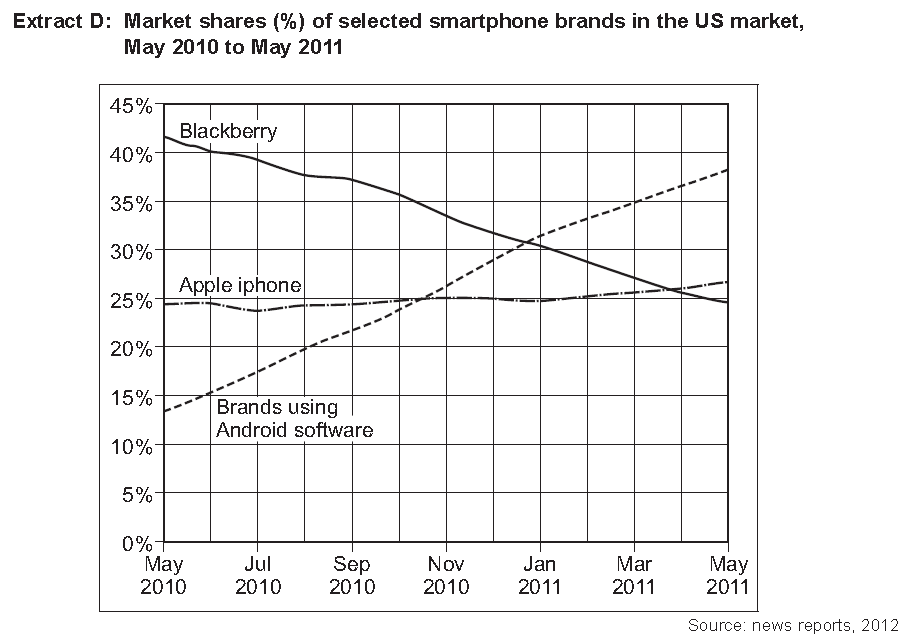 Extract D: Market shares (%) of selected smartphone brands in the US market,
May 2010 to May 2011
45%
Blackberry
40%
35%
30%
Apple iphone
25%
20%
15%
Brands using
Android software
10%
5%
0%
May Jul Sep Nov Jan Mar May
2010 2010 2010 2010 2011 2011 2011
Source: news reports, 2012